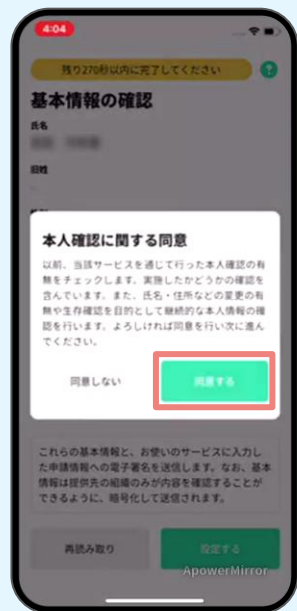 4:04
残り270秒以内に完了してください
?
基本情報の確認
氏名
旧姓
本人確認に関する同意
以前、当該サービスを通じて行った本人確認の有
無をチェックします。実施したかどうかの確認を
含んでいます。また、氏名・住所などの変更の有
無や生存確認を目的として継続的な本人情報の確
認を行います。よろしければ同意を行い次に進ん
でください。
同意しない
同意する
これらの基本情報と、お使いのサービスに入力し
た申請情報への電子署名を送信します。なお、基本
情報は提供先の組織のみが内容を確認することが
できるように、暗号化して送信されます。
再読み取り
設定する
ApowerMirror